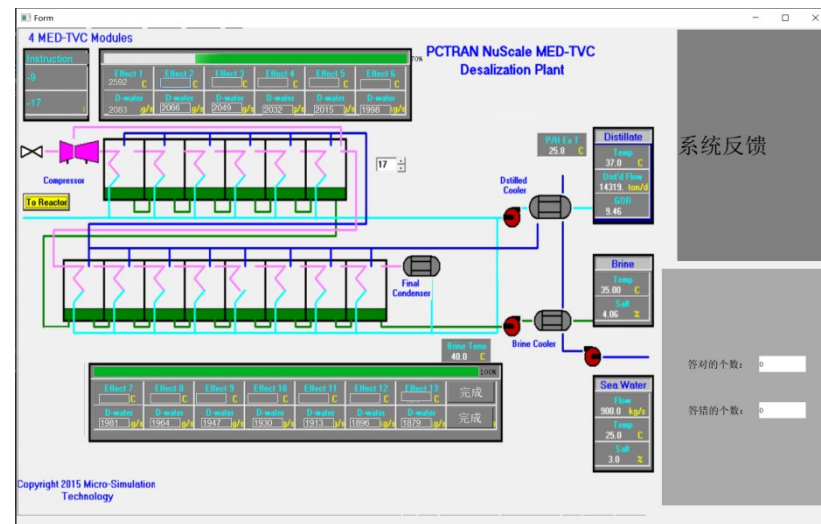 Form
4 MED-TVC Modules
PCTRAN NuScale MED-TVC
Desalization Plant
Instruction
-9
-17
70%
Effect 1 Effect 2 Effect 3 Effect 4 Effect 5 Effect 6
2592 C C C C C C
D-water D-water D-water D-water D-water D-water
2083 g/s 2066 g/s 2049 g/s 2032 g/s 2015 g/s 1998 g/s
系统反馈
P/H Ex T
25.8 C
Distillate
Temp
37.0 C
Dist'd Flow
14319. ton/d
GOR
9.46
17
Compressor
To Reactor
Dstilled
Cooler
Final
Condenser
Brine
Temp
35.00 C
Salt
4.06 %
Brine Cooler
Brine Temp
40.0 C
100%
Effect 7 Effect 8 Effect 9 Effect 10 Effect 11 Effect 12 Effect 13
C C C C C C C
完成
D-water D-water D-water D-water D-water D-water D-water
1981 g/s 1964 g/s 1947 g/s 1930 g/s 1913 g/s 1896 g/s 1879 g/s
完成
Sea Water
Flow
900.0 kg/s
Temp
25.0 C
Salt
3.0 %
答对的个数： 0
答错的个数： 0
Copyright 2015 Micro-Simulation
Technology